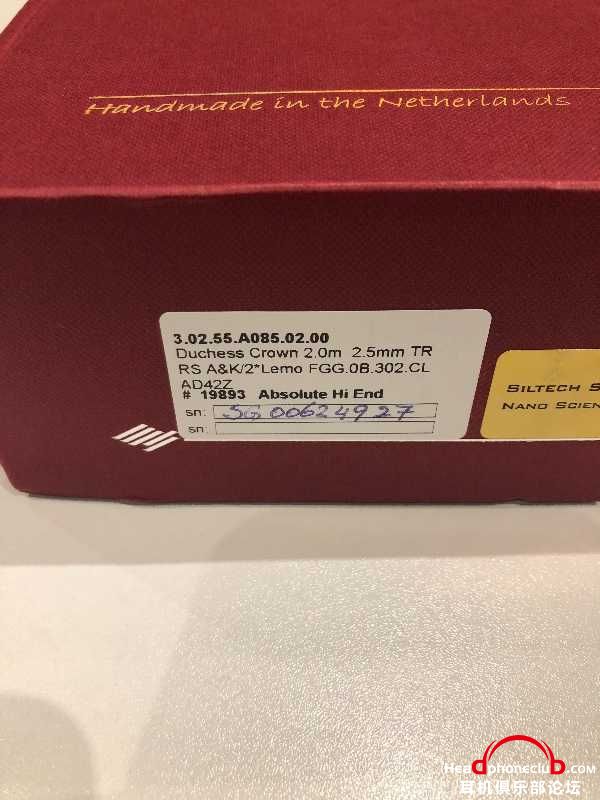 Handmade in the Netherlands
3.02.55.A085.02.00
Duchess Crown 2.0m 2.5mm TR
RS A&K/2*Lemo FGG.0B.302.CL
AD42Z
# 19893 Absolute Hi End
sn: SG 00624927
sn:
SILTECH S
NANO SCIEN
Headphoneclub.com
耳机俱乐部论坛